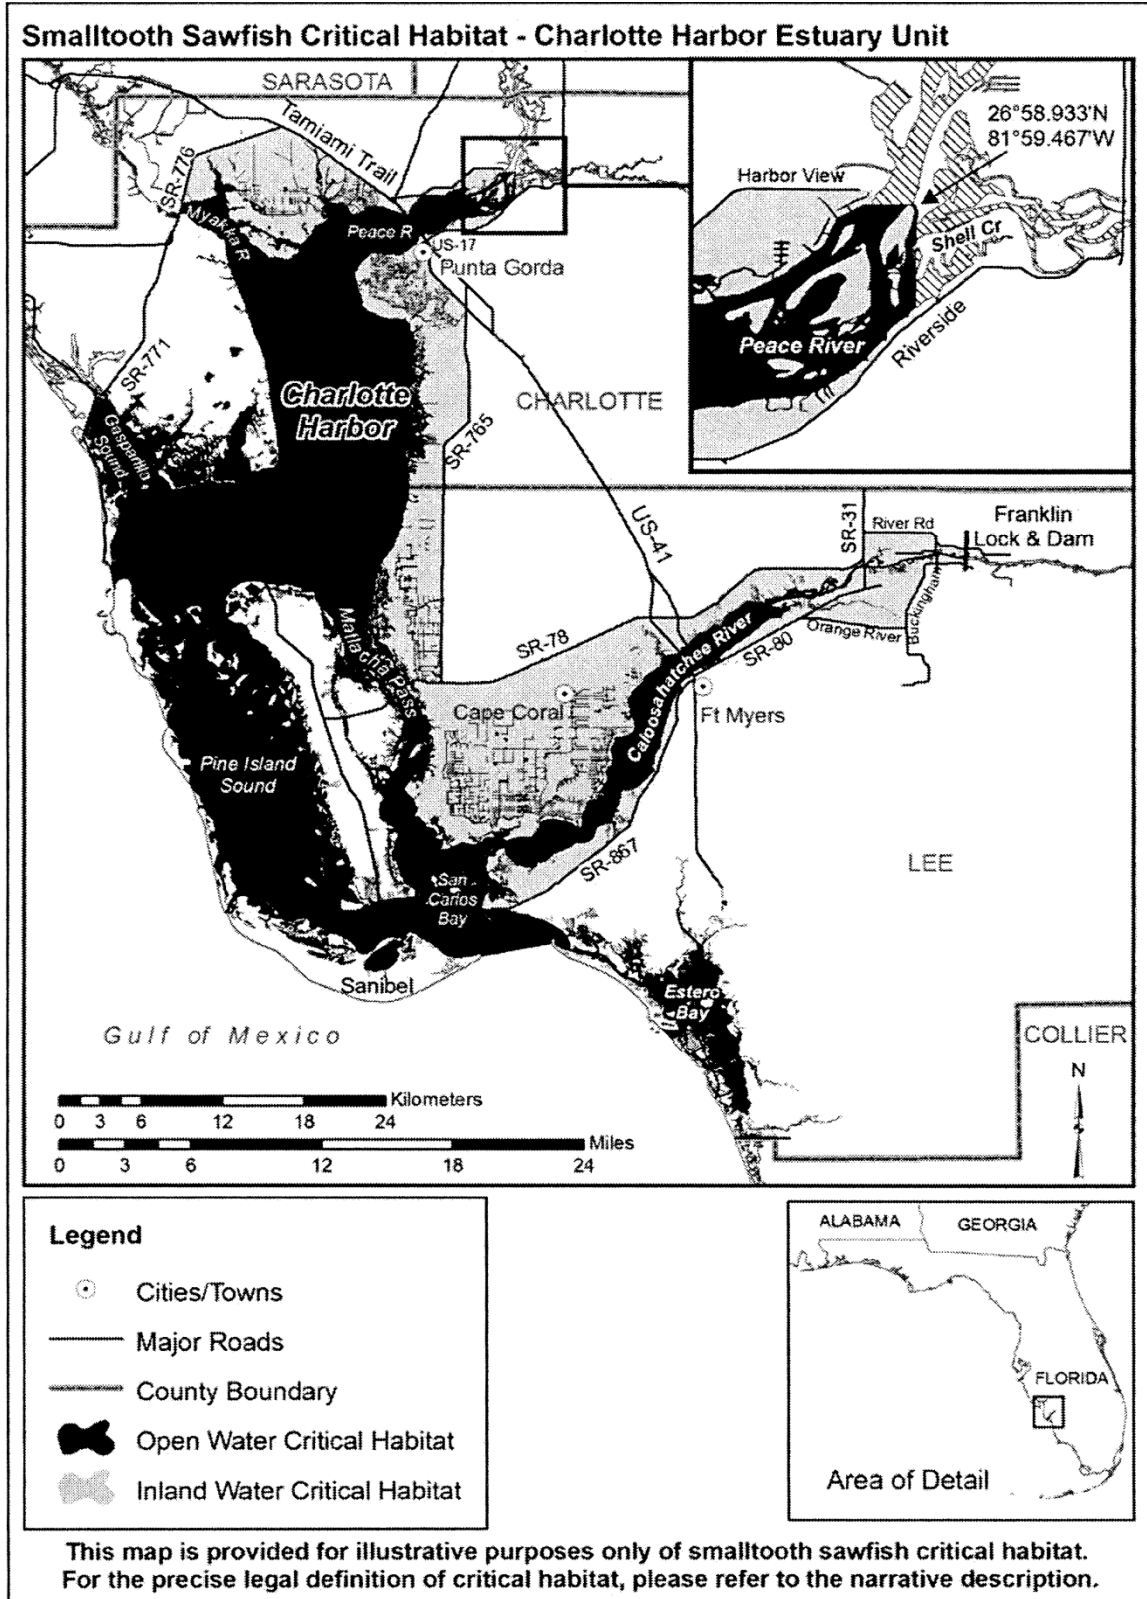 Smalltooth Sawfish Critical Habitat - Charlotte Harbor Estuary Unit
SARASOTA
Tamiami Trail
SR-776
Myakka R
Peace R
US-17
Punta Gorda
SR-771
Charlotte
Harbor
Gasparilla
Sound
SR-765
CHARLOTTE
26°58.933'N
81°59.467'W
Harbor View
Shell Cr
Peace River
Riverside
US-41
SR-31
River Rd
Franklin
Lock & Dam
Buckingham
Orange River
SR-80
SR-78
Matlacha Pass
Caloosahatchee River
Cape Coral
Ft Myers
Pine Island
Sound
SR-867
LEE
San
Carlos
Bay
Sanibel
Estero
Bay
Gulf of Mexico
COLLIER
N
Kilometers
0 3 6 12 18 24
Miles
0 3 6 12 18 24
Legend
Cities/Towns
Major Roads
County Boundary
Open Water Critical Habitat
Inland Water Critical Habitat
ALABAMA
GEORGIA
FLORIDA
Area of Detail
This map is provided for illustrative purposes only of smalltooth sawfish critical habitat.
For the precise legal definition of critical habitat, please refer to the narrative description.